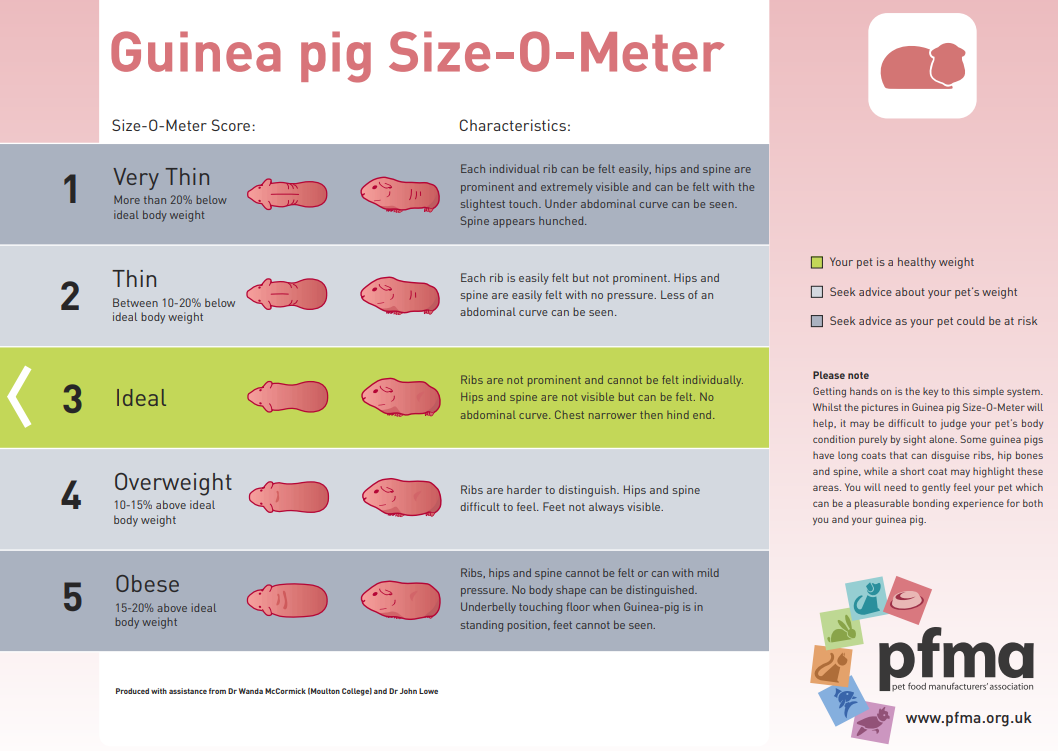 Guinea pig Size-O-Meter
Size-O-Meter Score:
Characteristics:
1
Very Thin
More than 20% below
ideal body weight
Each individual rib can be felt easily, hips and spine are
prominent and extremely visible and can be felt with the
slightest touch. Under abdominal curve can be seen.
Spine appears hunched.
2
Thin
Between 10-20% below
ideal body weight
Each rib is easily felt but not prominent. Hips and
spine are easily felt with no pressure. Less of an
abdominal curve can be seen.
3
Ideal
Ribs are not prominent and cannot be felt individually.
Hips and spine are not visible but can be felt. No
abdominal curve. Chest narrower then hind end.
4
Overweight
10-15% above ideal
body weight
Ribs are harder to distinguish. Hips and spine
difficult to feel. Feet not always visible.
5
Obese
15-20% above ideal
body weight
Ribs, hips and spine cannot be felt or can with mild
pressure. No body shape can be distinguished.
Underbelly touching floor when Guinea-pig is in
standing position, feet cannot be seen.
Produced with assistance from Dr Wanda McCormick (Moulton College) and Dr John Lowe
Your pet is a healthy weight
Seek advice about your pet's weight
Seek advice as your pet could be at risk
Please note
Getting hands on is the key to this simple system.
Whilst the pictures in Guinea pig Size-O-Meter will
help, it may be difficult to judge your pet's body
condition purely by sight alone. Some guinea pigs
have long coats that can disguise ribs, hip bones
and spine, while a short coat may highlight these
areas. You will need to gently feel your pet which
can be a pleasurable bonding experience for both
you and your guinea pig.
pfma
pet food manufacturers' association
www.pfma.org.uk